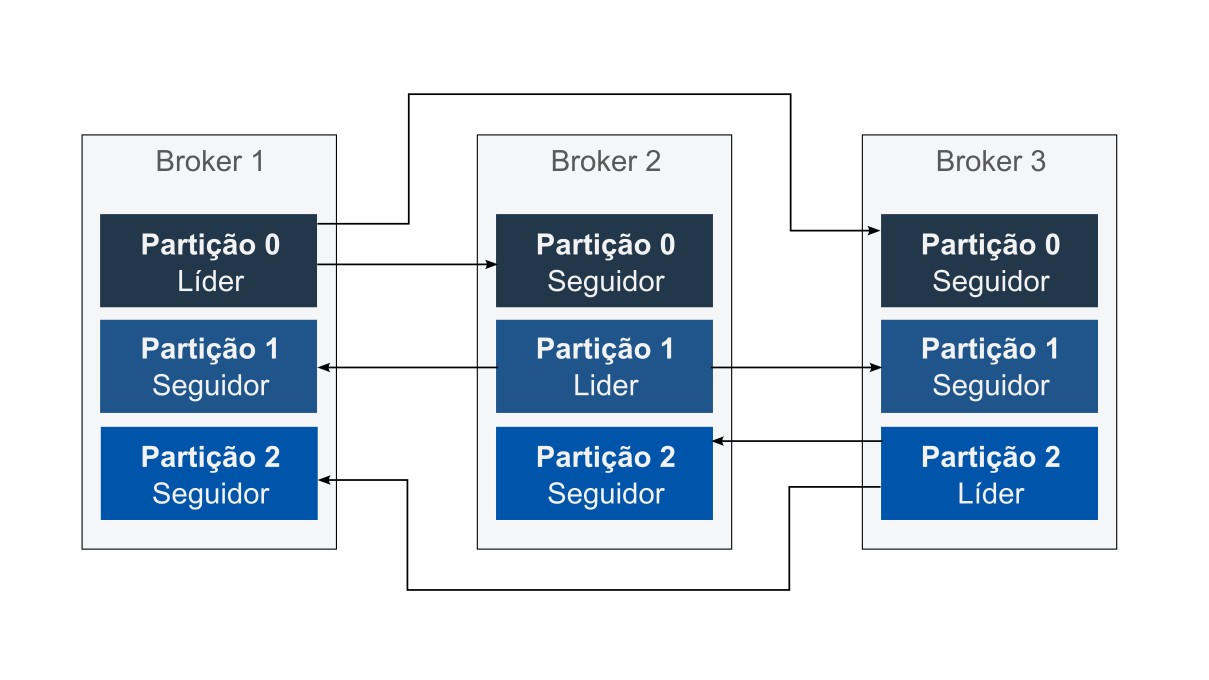 Broker 1
Partição 0
Líder
Partição 1
Seguidor
Partição 2
Seguidor
Broker 2
Partição 0
Seguidor
Partição 1
Lider
Partição 2
Seguidor
Broker 3
Partição 0
Seguidor
Partição 1
Seguidor
Partição 2
Líder